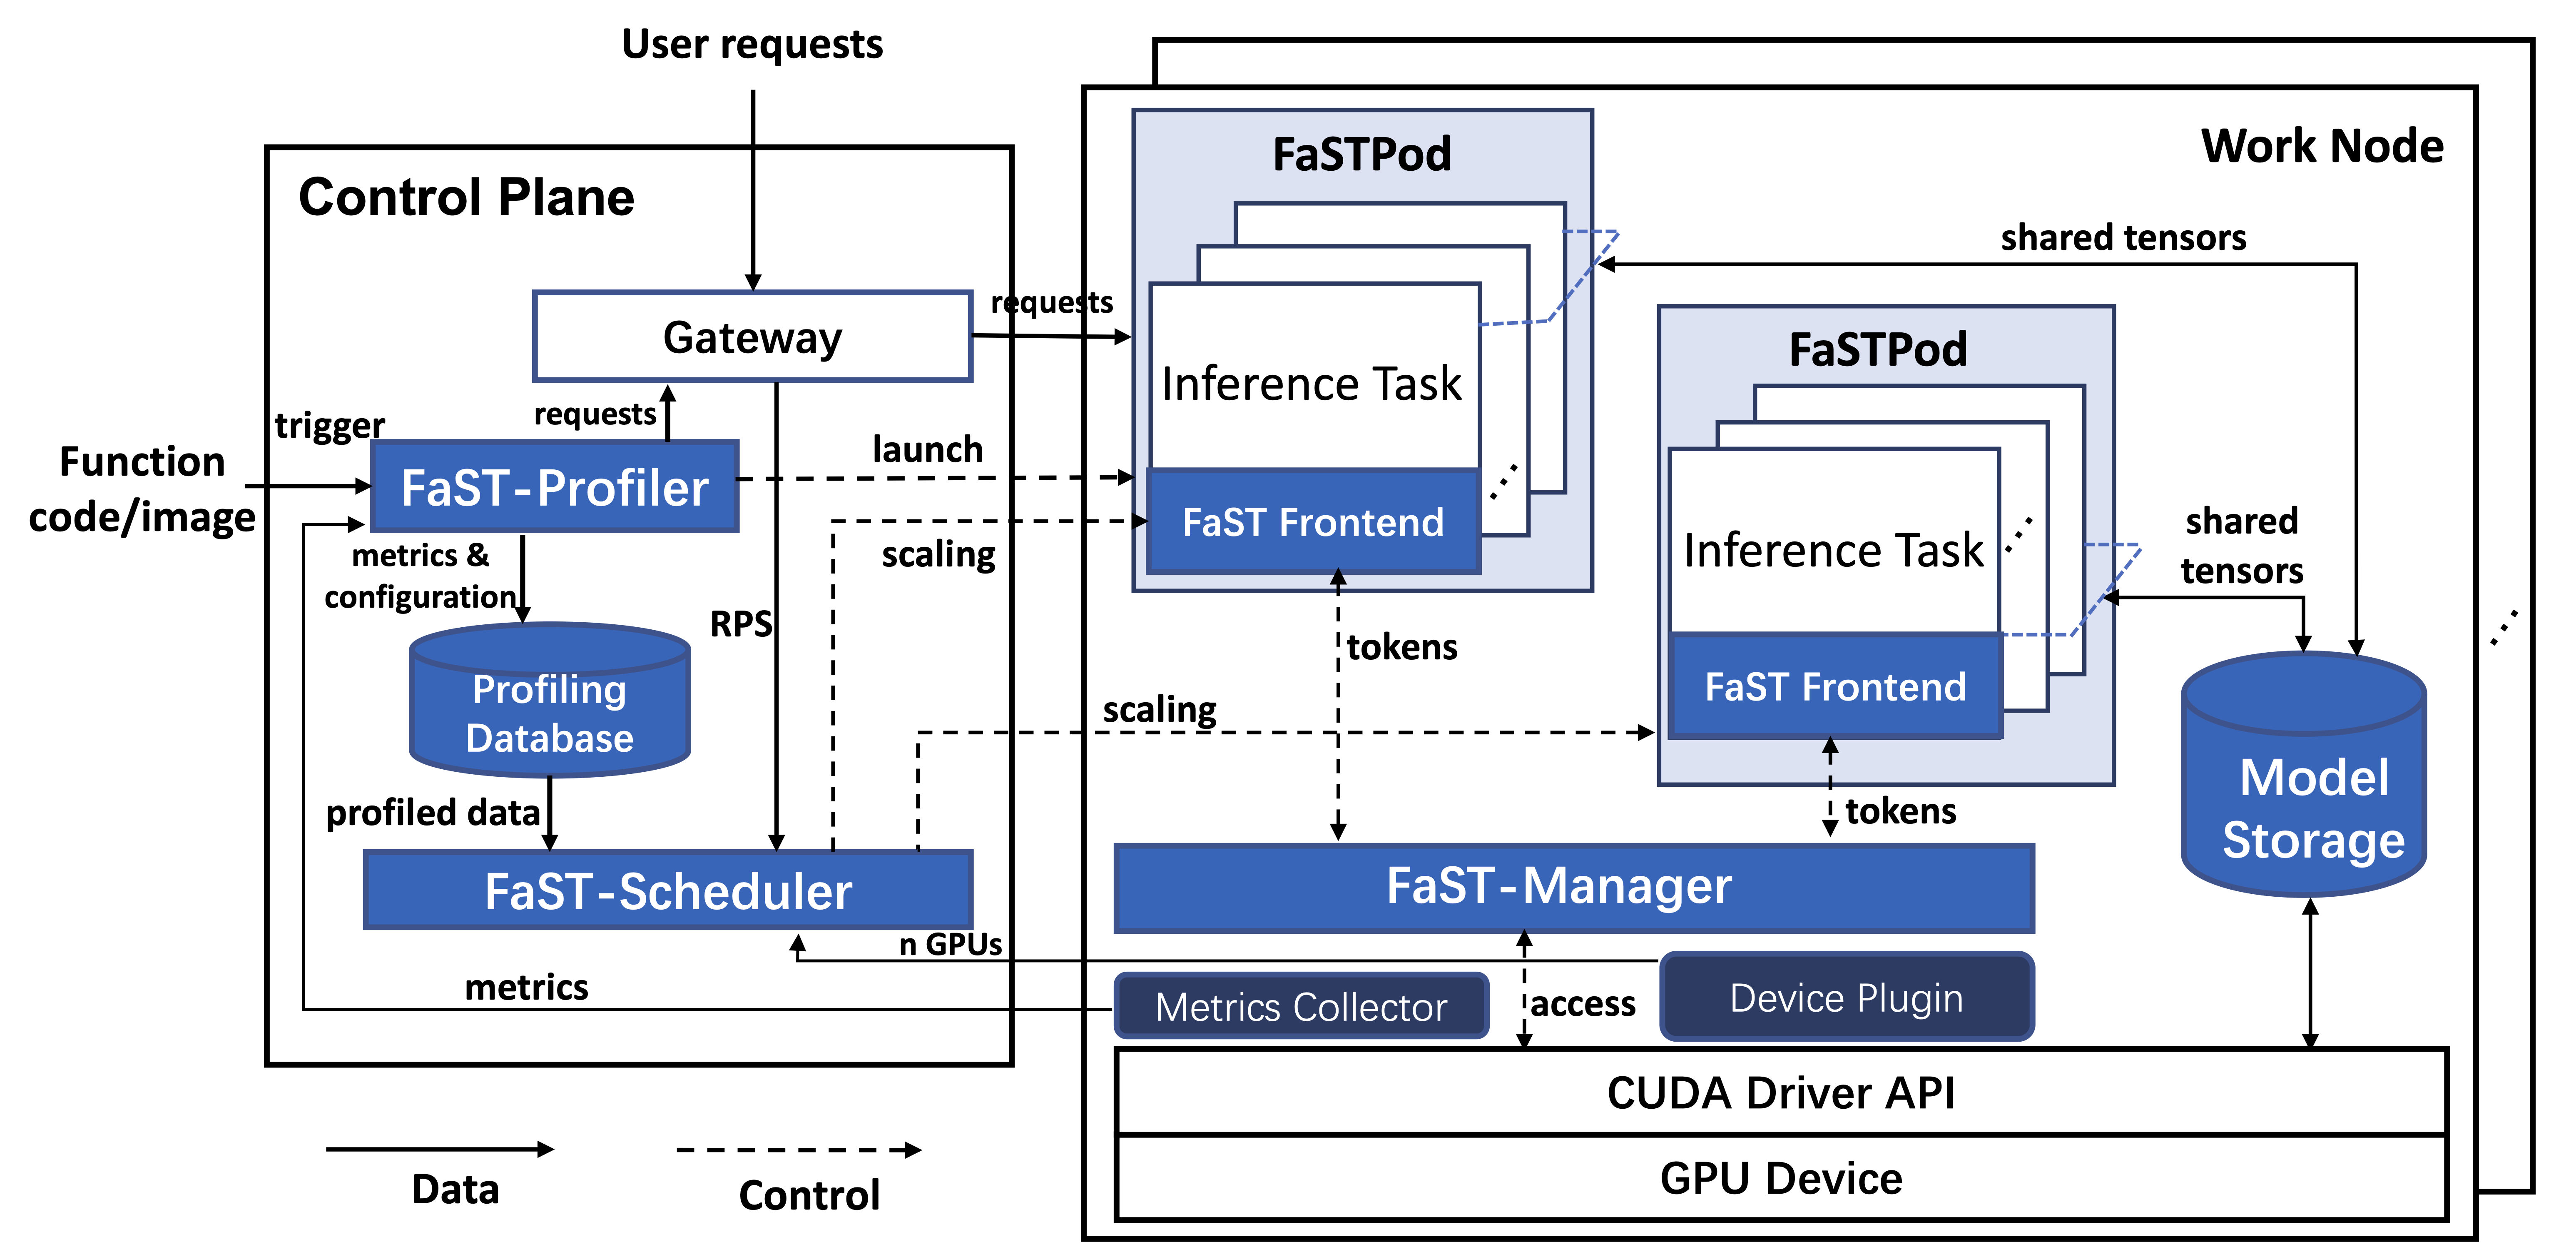 User requests
Control Plane
Gateway
requests
requests
trigger
Function
code/image
FaST-Profiler
launch
scaling
metrics &
configuration
RPS
Profiling
Database
profiled data
scaling
FaST-Scheduler
n GPUs
metrics
Data
Control
Work Node
FaSTPod
Inference Task
FaST Frontend
shared tensors
FaSTPod
Inference Task
FaST Frontend
shared
tensors
tokens
tokens
Model
Storage
FaST-Manager
Metrics Collector
access
Device Plugin
CUDA Driver API
GPU Device